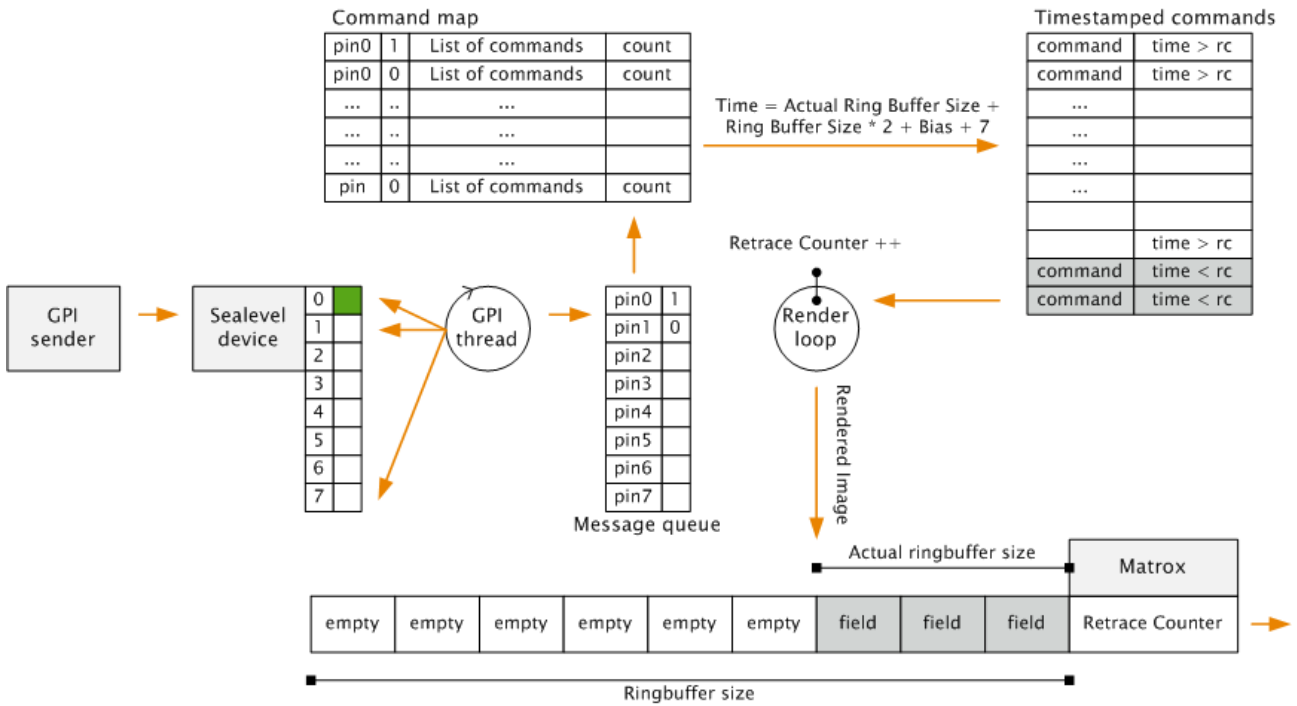 Command map
pin0 1 List of commands count
pin0 0 List of commands count
... .. ...
... .. ...
... .. ...
pin 0 List of commands count
Time = Actual Ring Buffer Size +
Ring Buffer Size * 2 + Bias + 7
Timestamped commands
command time > rc
command time > rc
...
...
...
...
time > rc
command time < rc
command time < rc
GPI
sender
Sealevel
device
0
1
2
3
4
5
6
7
GPI
thread
pin0 1
pin1 0
pin2
pin3
pin4
pin5
pin6
pin7
Message queue
Retrace Counter ++
Render
loop
Rendered Image
Actual ringbuffer size
Matrox
empty empty empty empty empty empty field field field Retrace Counter
Ringbuffer size